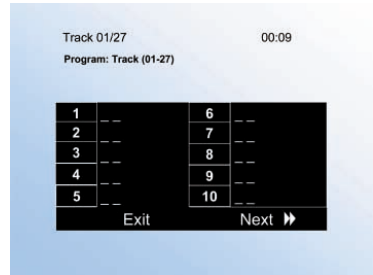 Track 01/27 00:09
Program: Track (01-27)
1 _ _ 6 _ _
2 _ _ 7 _ _
3 _ _ 8 _ _
4 _ _ 9 _ _
5 _ _ 10 _ _
Exit Next